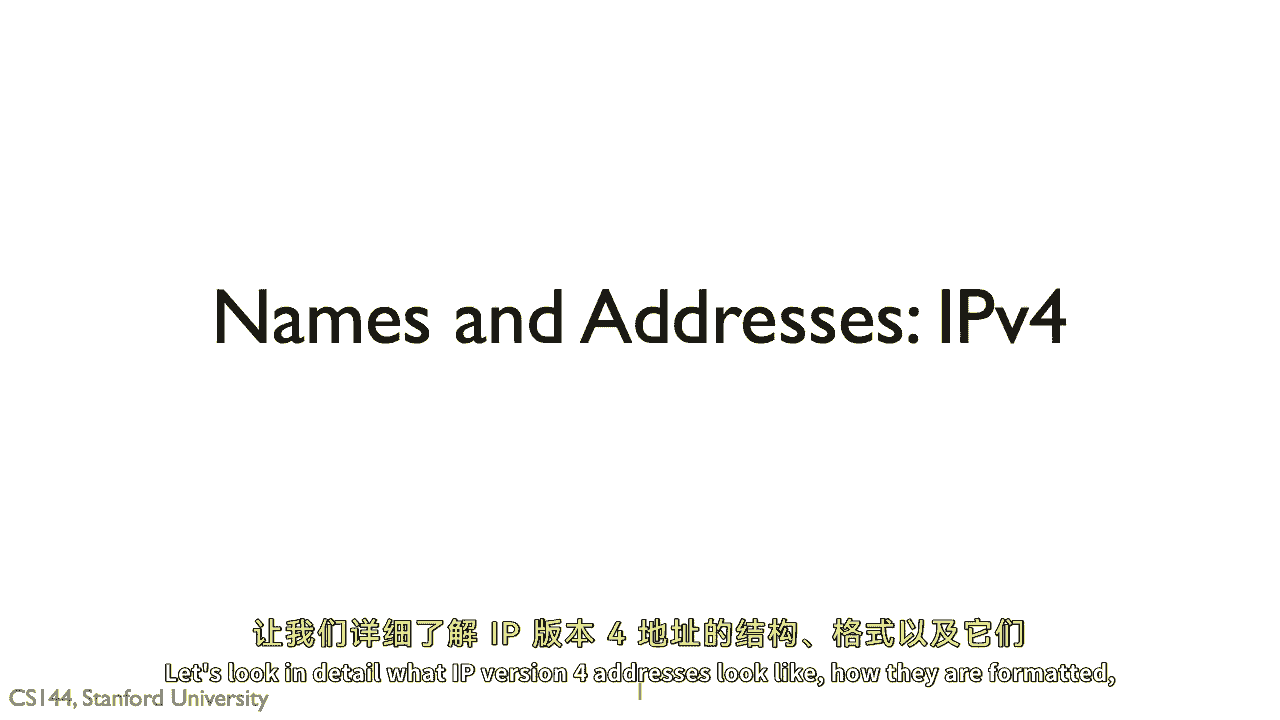 Names and Addresses: IPv4
让我们详细了解 IP 版本 4 地址的结构、格式以及它们
Let's look in detail what IP version 4 addresses look like, how they are formatted,
CS144, Stanford University
1